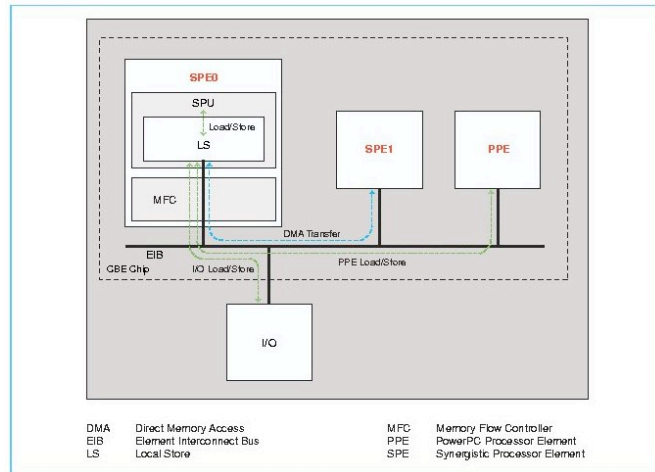 SPE0
SPU
Load/Store
LS
MFC
SPE1
PPE
DMA Transfer
EIB
CBE Chip
I/O Load/Store
PPE Load/Store
I/O
DMA Direct Memory Access
EIB Element Interconnect Bus
LS Local Store
MFC Memory Flow Controller
PPE PowerPC Processor Element
SPE Synergistic Processor Element